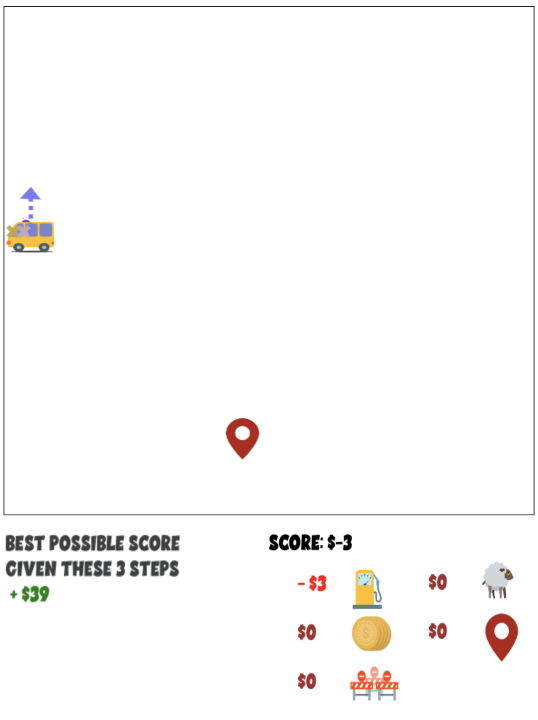 BEST POSSIBLE SCORE
GIVEN THESE 3 STEPS
+ $39
SCORE: $-3
- $3
$0
$0
$0
$0